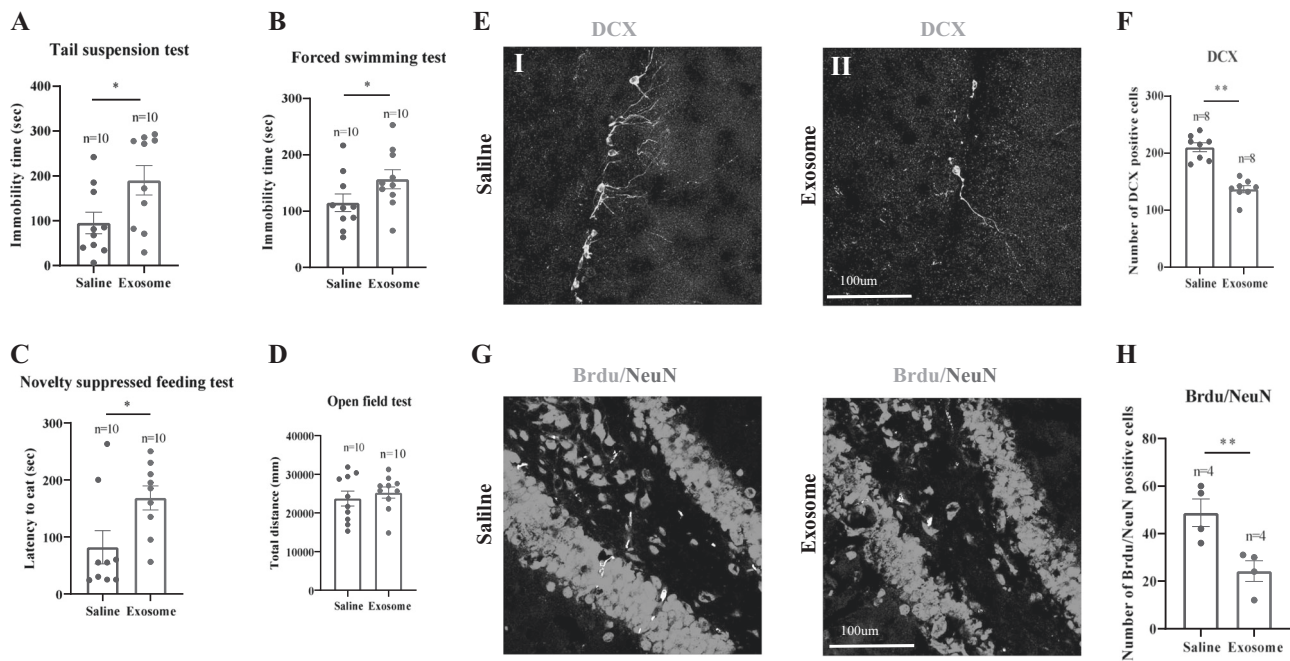 A
Tail suspension test
Immobility time (sec)
400
300
200
100
0
*
n=10
n=10
Saline Exosome
B
Forced swimming test
Immobility time (sec)
300
200
100
0
*
n=10
n=10
Saline Exosome
E
DCX
DCX
I
II
Salilne
Exosome
100um
F
DCX
Number of DCX positive cells
300
200
100
0
**
n=8
n=8
Saline Exosome
C
Novelty suppressed feeding test
Latency to eat (sec)
300
200
100
0
*
n=10
n=10
Saline Exosome
D
Open field test
Total distance (mm)
40000
30000
20000
10000
n=10
n=10
Saline Exosome
G
Brdu/NeuN
Brdu/NeuN
Salilne
Exosome
100um
H
Brdu/NeuN
Number of Brdu/NeuN positive cells
80
60
40
20
0
**
n=4
n=4
Saline Exosome